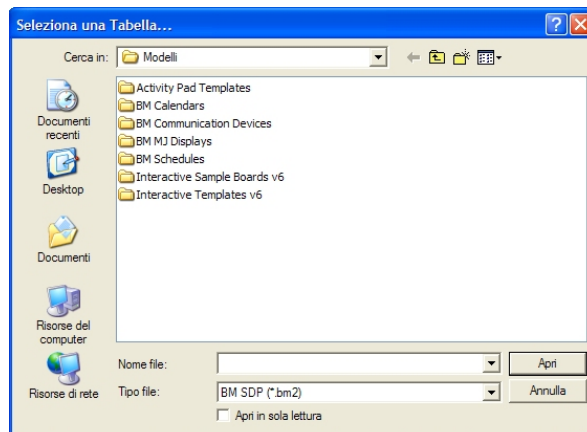 Seleziona una Tabella...
Cerca in: Modelli
Documenti recenti
Desktop
Documenti
Risorse del computer
Risorse di rete
Activity Pad Templates
BM Calendars
BM Communication Devices
BM MJ Displays
BM Schedules
Interactive Sample Boards v6
Interactive Templates v6
Nome file:
Apri
Tipo file: BM SDP (*.bm2)
Annulla
Apri in sola lettura